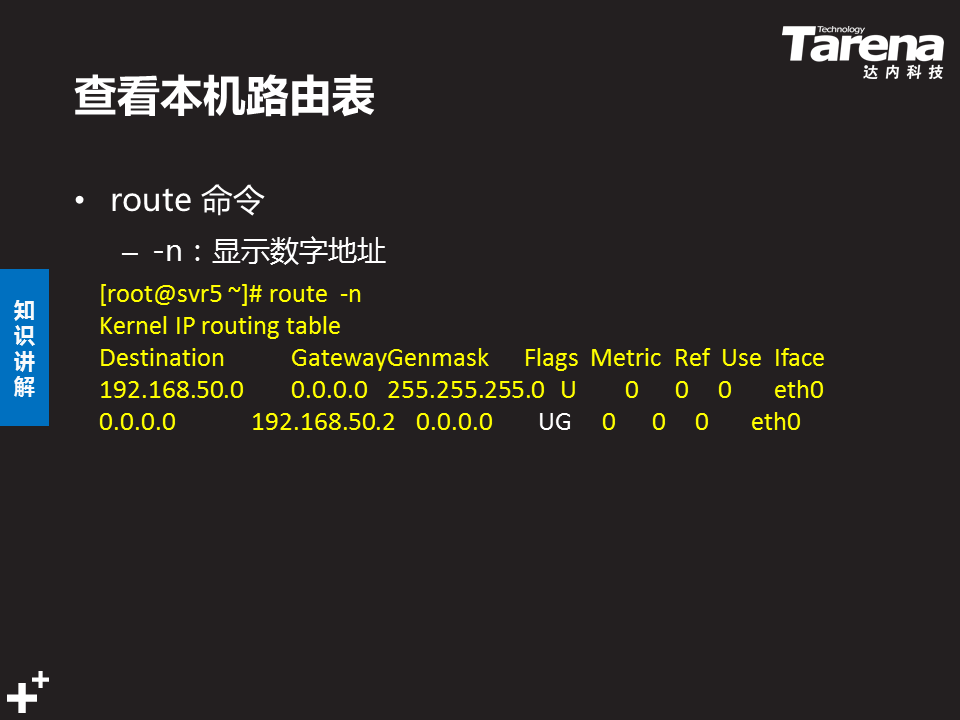 Technology
Tarena
达内科技
查看本机路由表
• route 命令
– -n：显示数字地址
[root@svr5 ~]# route -n
Kernel IP routing table
Destination GatewayGenmask Flags Metric Ref Use Iface
192.168.50.0 0.0.0.0 255.255.255.0 U 0 0 0 eth0
0.0.0.0 192.168.50.2 0.0.0.0 UG 0 0 0 eth0
知
识
讲
解